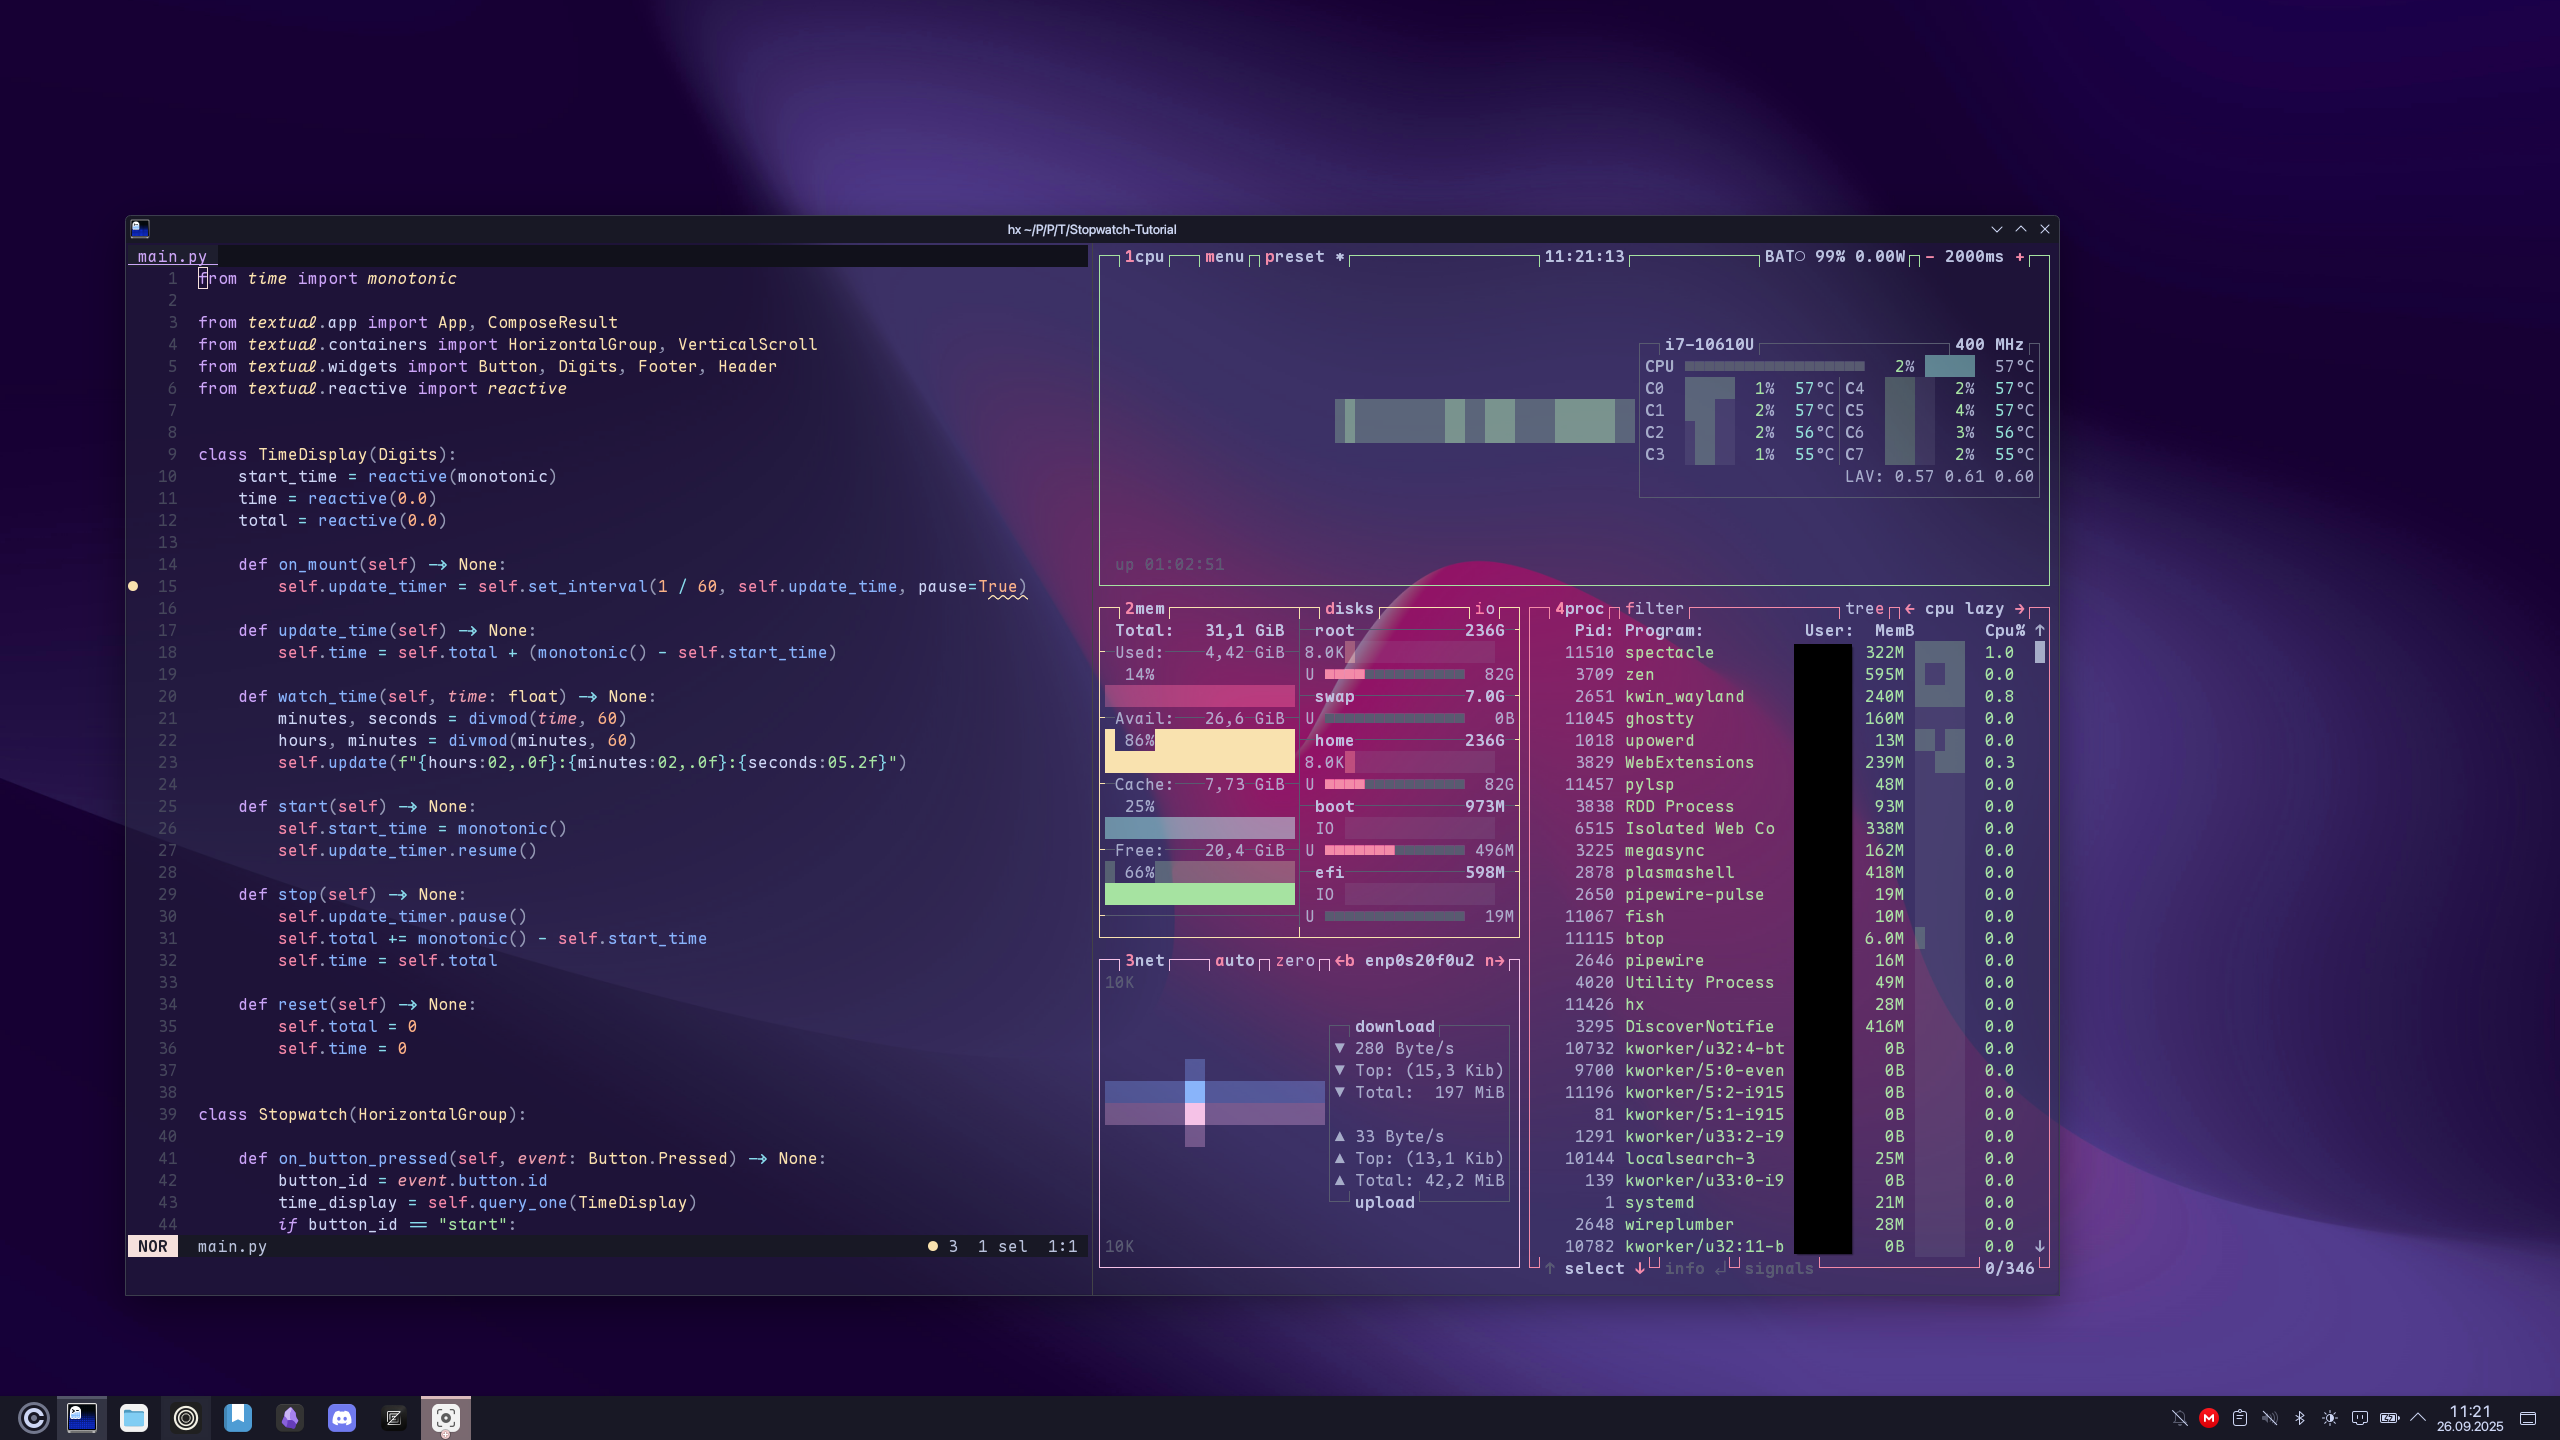 hx ~/P/P/T/Stopwatch-Tutorial
main.py
1 from time import monotonic
2
3 from textual.app import App, ComposeResult
4 from textual.containers import HorizontalGroup, VerticalScroll
5 from textual.widgets import Button, Digits, Footer, Header
6 from textual.reactive import reactive
7
8
9 class TimeDisplay(Digits):
10 start_time = reactive(monotonic)
11 time = reactive(0.0)
12 total = reactive(0.0)
13
14 def on_mount(self) -> None:
15 self.update_timer = self.set_interval(1 / 60, self.update_time, pause=True)
16
17 def update_time(self) -> None:
18 self.time = self.total + (monotonic() - self.start_time)
19
20 def watch_time(self, time: float) -> None:
21 minutes, seconds = divmod(time, 60)
22 hours, minutes = divmod(minutes, 60)
23 self.update(f"{hours:02,.0f}:{minutes:02,.0f}:{seconds:05.2f}")
24
25 def start(self) -> None:
26 self.start_time = monotonic()
27 self.update_timer.resume()
28
29 def stop(self) -> None:
30 self.update_timer.pause()
31 self.total += monotonic() - self.start_time
32 self.time = self.total
33
34 def reset(self) -> None:
35 self.total = 0
36 self.time = 0
37
38
39 class Stopwatch(HorizontalGroup):
40
41 def on_button_pressed(self, event: Button.Pressed) -> None:
42 button_id = event.button.id
43 time_display = self.query_one(TimeDisplay)
44 if button_id == "start":
NOR main.py ● 3 1 sel 1:1
1cpu menu preset * 11:21:13 BAT○ 99% 0.00W - 2000ms +
i7-10610U 400 MHz
CPU 2% 57°C
C0 1% 57°C C4 2% 57°C
C1 2% 57°C C5 4% 57°C
C2 2% 56°C C6 3% 56°C
C3 1% 55°C C7 2% 55°C
LAV: 0.57 0.61 0.60
up 01:02:51
2mem disks io
Total: 31,1 GiB root 236G
Used: 4,42 GiB 8.0K
14% U 82G
swap 7.0G
Avail: 26,6 GiB U 0B
86% home 236G
8.0K
Cache: 7,73 GiB U 82G
25% boot 973M
IO
Free: 20,4 GiB U 496M
66% efi 598M
IO
U 19M
3net auto zero ←b enp0s20f0u2 n→
10K
download
▼ 280 Byte/s
▼ Top: (15,3 Kib)
▼ Total: 197 MiB
▲ 33 Byte/s
▲ Top: (13,1 Kib)
▲ Total: 42,2 MiB
upload
10K
4proc filter tree ← cpu lazy →
Pid: Program: User: MemB Cpu% ↑
11510 spectacle 322M 1.0
3709 zen 595M 0.0
2651 kwin_wayland 240M 0.8
11045 ghostty 160M 0.0
1018 upowerd 13M 0.0
3829 WebExtensions 239M 0.3
11457 pylsp 48M 0.0
3838 RDD Process 93M 0.0
6515 Isolated Web Co 338M 0.0
3225 megasync 162M 0.0
2878 plasmashell 418M 0.0
2650 pipewire-pulse 19M 0.0
11067 fish 10M 0.0
11115 btop 6.0M 0.0
2646 pipewire 16M 0.0
4020 Utility Process 49M 0.0
11426 hx 28M 0.0
3295 DiscoverNotifie 416M 0.0
10732 kworker/u32:4-bt 0B 0.0
9700 kworker/5:0-even 0B 0.0
11196 kworker/5:2-i915 0B 0.0
81 kworker/5:1-i915 0B 0.0
1291 kworker/u33:2-i9 0B 0.0
10144 localsearch-3 25M 0.0
139 kworker/u33:0-i9 0B 0.0
1 systemd 21M 0.0
2648 wireplumber 28M 0.0
10782 kworker/u32:11-b 0B 0.0 ↓
↑ select ↓ info ↵ signals 0/346
M
11:21
26.09.2025